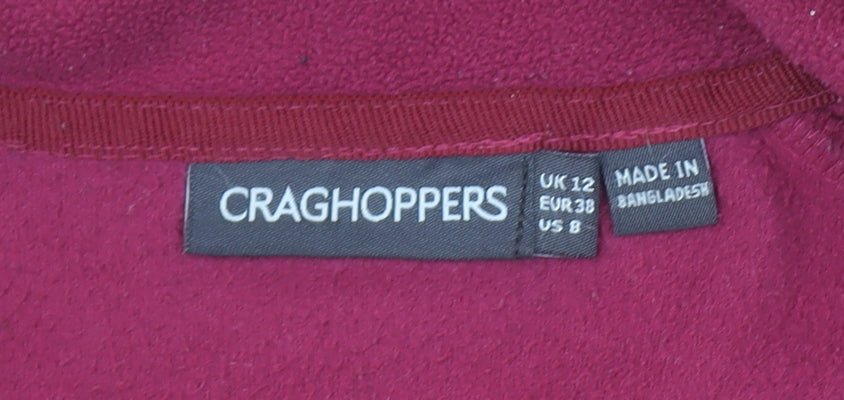 CRAGHOPPERS
UK 12
EUR 38
US 8
MADE IN
BANGLADESH